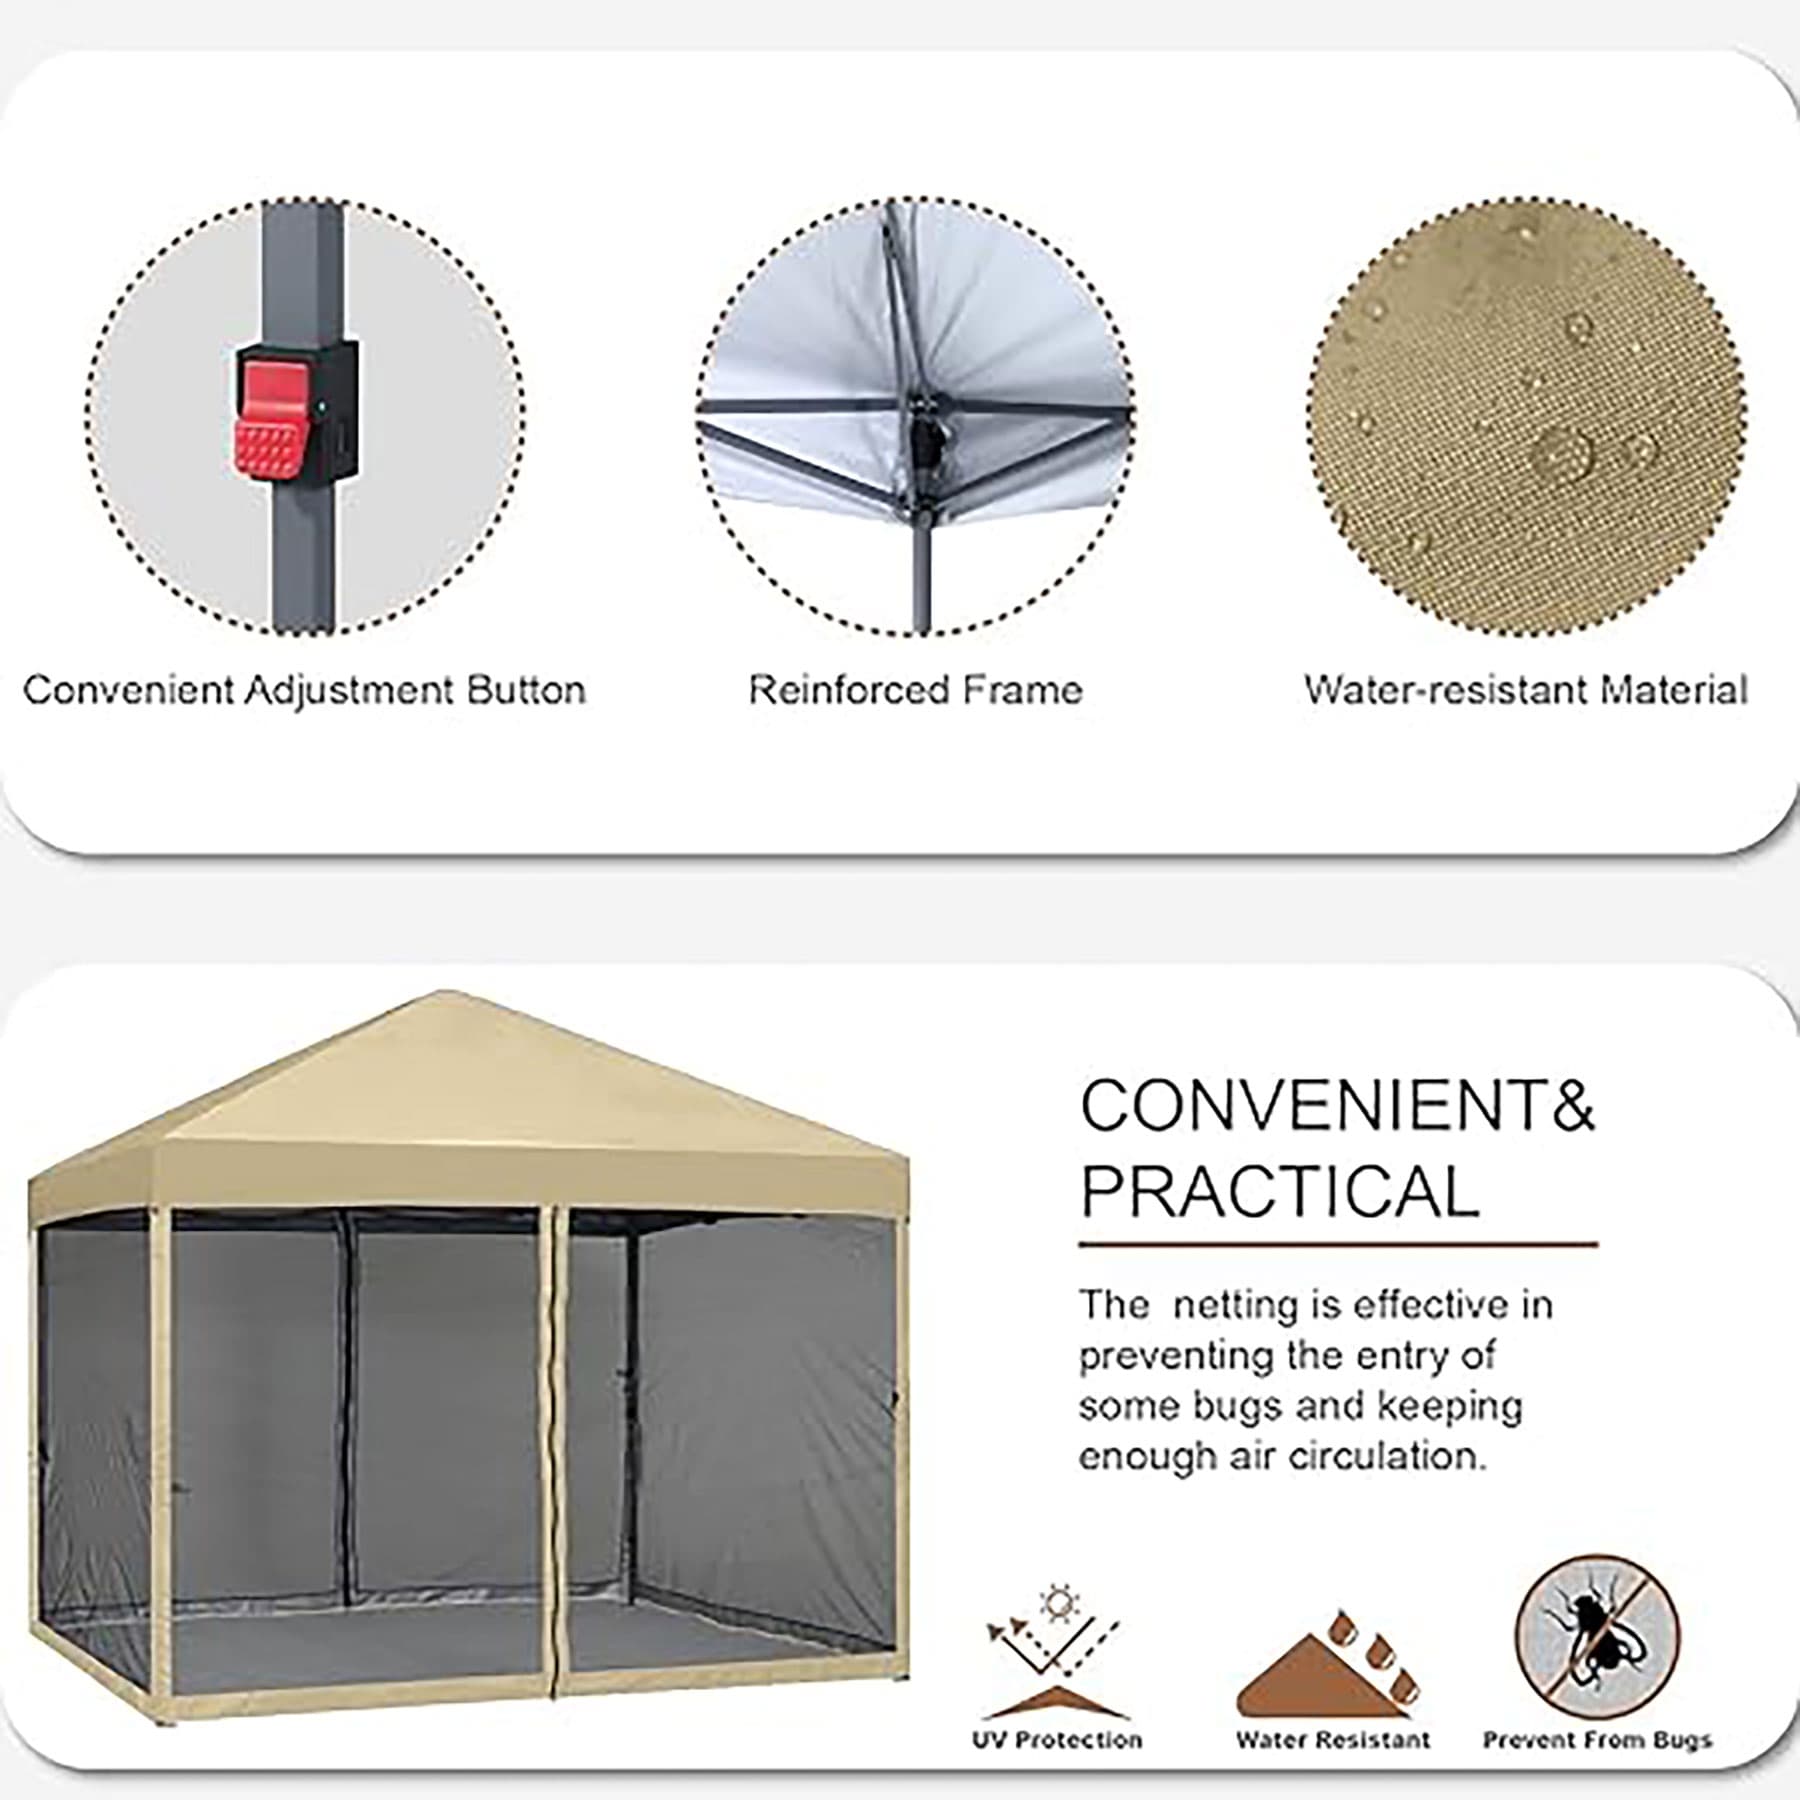 Convenient Adjustment Button
Reinforced Frame
Water-resistant Material
CONVENIENT&
PRACTICAL
The netting is effective in
preventing the entry of
some bugs and keeping
enough air circulation.
UV Protection
Water Resistant
Prevent From Bugs